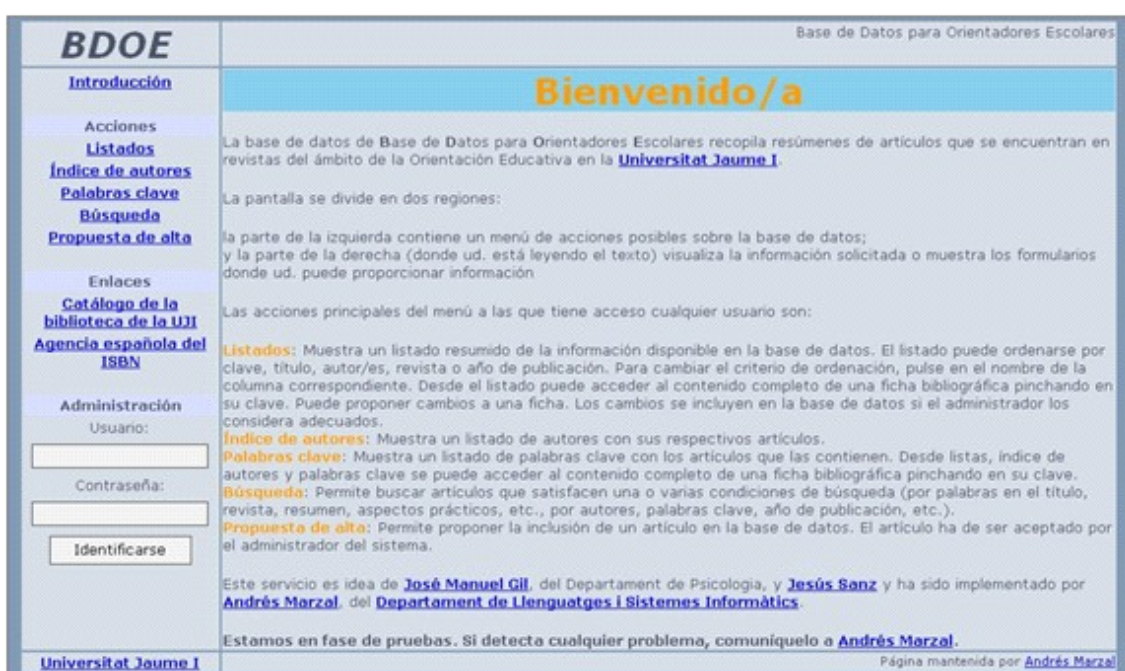 BDOE
Base de Datos para Orientadores Escolares
Introducción
Acciones
Listados
Índice de autores
Palabras clave
Búsqueda
Propuesta de alta
Enlaces
Catálogo de la
biblioteca de la UJI
Agencia española del
ISBN
Administración
Usuario:
Contraseña:
Identificarse
Bienvenido/a
La base de datos de Base de Datos para Orientadores Escolares recopila resúmenes de artículos que se encuentran en
revistas del ámbito de la Orientación Educativa en la Universitat Jaume I.
La pantalla se divide en dos regiones:
la parte de la izquierda contiene un menú de acciones posibles sobre la base de datos;
y la parte de la derecha (donde ud. está leyendo el texto) visualiza la información solicitada o muestra los formularios
donde ud. puede proporcionar información
Las acciones principales del menú a las que tiene acceso cualquier usuario son:
Listados: Muestra un listado resumido de la información disponible en la base de datos. El listado puede ordenarse por
clave, título, autor/es, revista o año de publicación. Para cambiar el criterio de ordenación, pulse en el nombre de la
columna correspondiente. Desde el listado puede acceder al contenido completo de una ficha bibliográfica pinchando en
su clave. Puede proponer cambios a una ficha. Los cambios se incluyen en la base de datos si el administrador los
considera adecuados.
Índice de autores: Muestra un listado de autores con sus respectivos artículos.
Palabras clave: Muestra un listado de palabras clave con los artículos que las contienen. Desde listas, índice de
autores y palabras clave se puede acceder al contenido completo de una ficha bibliográfica pinchando en su clave.
Búsqueda: Permite buscar artículos que satisfacen una o varias condiciones de búsqueda (por palabras en el título,
revista, resumen, aspectos prácticos, etc., por autores, palabras clave, año de publicación, etc.).
Propuesta de alta: Permite proponer la inclusión de un artículo en la base de datos. El artículo ha de ser aceptado por
el administrador del sistema.
Este servicio es idea de José Manuel Gil, del Departament de Psicologia, y Jesús Sanz y ha sido implementado por
Andrés Marzal, del Departament de Llenguatges i Sistemes Informàtics.
Estamos en fase de pruebas. Si detecta cualquier problema, comuníquelo a Andrés Marzal.
Universitat Jaume I
Página mantenida por Andrés Marzal